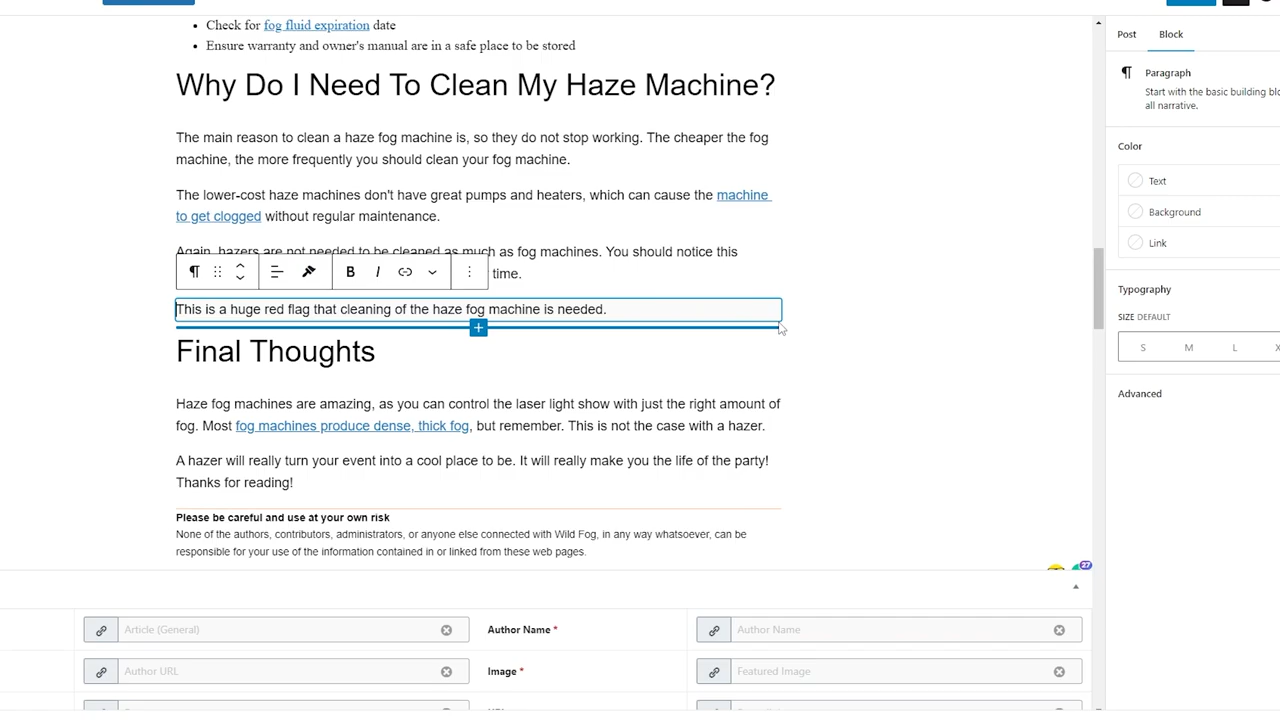 Check for fog fluid expiration date
Ensure warranty and owner's manual are in a safe place to be stored
Why Do I Need To Clean My Haze Machine?
The main reason to clean a haze fog machine is, so they do not stop working. The cheaper the fog
machine, the more frequently you should clean your fog machine.
The lower-cost haze machines don't have great pumps and heaters, which can cause the machine
to get clogged without regular maintenance.
Again, hazers are not needed to be cleaned as much as fog machines. You should notice this
time.
B I
This is a huge red flag that cleaning of the haze fog machine is needed.
Final Thoughts
Haze fog machines are amazing, as you can control the laser light show with just the right amount of
fog. Most fog machines produce dense, thick fog, but remember. This is not the case with a hazer.
A hazer will really turn your event into a cool place to be. It will really make you the life of the party!
Thanks for reading!
Please be careful and use at your own risk
None of the authors, contributors, administrators, or anyone else connected with Wild Fog, in any way whatsoever, can be
responsible for your use of the information contained in or linked from these web pages.
27
Post Block
Paragraph
Start with the basic building blo
all narrative.
Color
Text
Background
Link
Typography
SIZE DEFAULT
S M L X
Advanced
Article (General) Author Name * Author Name
Author URL Image * Featured Image